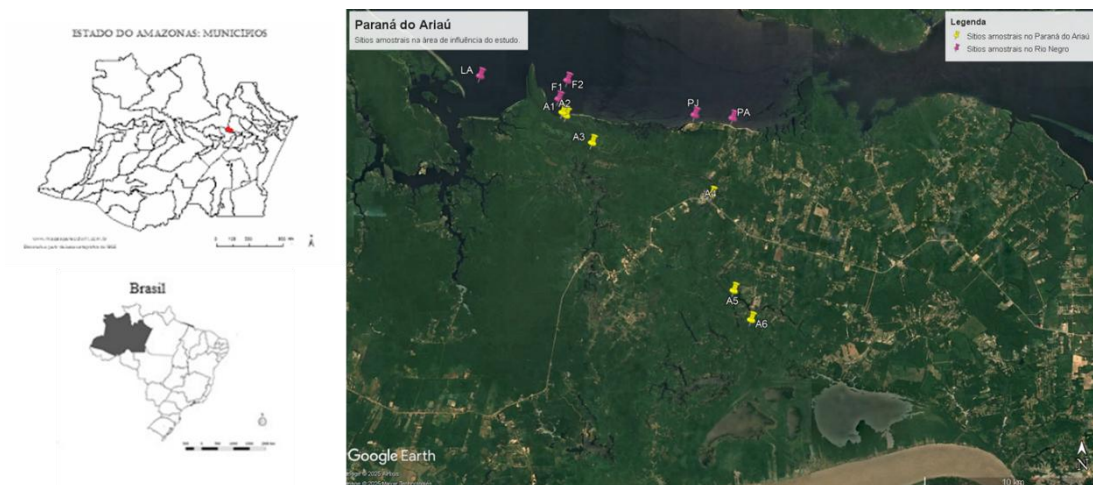 ESTADO DO AMAZONAS: MUNICÍPIOS
Brasil
Paraná do Ariaú
Sítios amostrais na área de influência do estudo.
Legenda
Sítios amostrais no Paraná do Ariaú
Sítios amostrais no Rio Negro
LA
F2
F1
A1
A2
A3
PJ
PA
A4
A5
A6
Google Earth
10 km
N